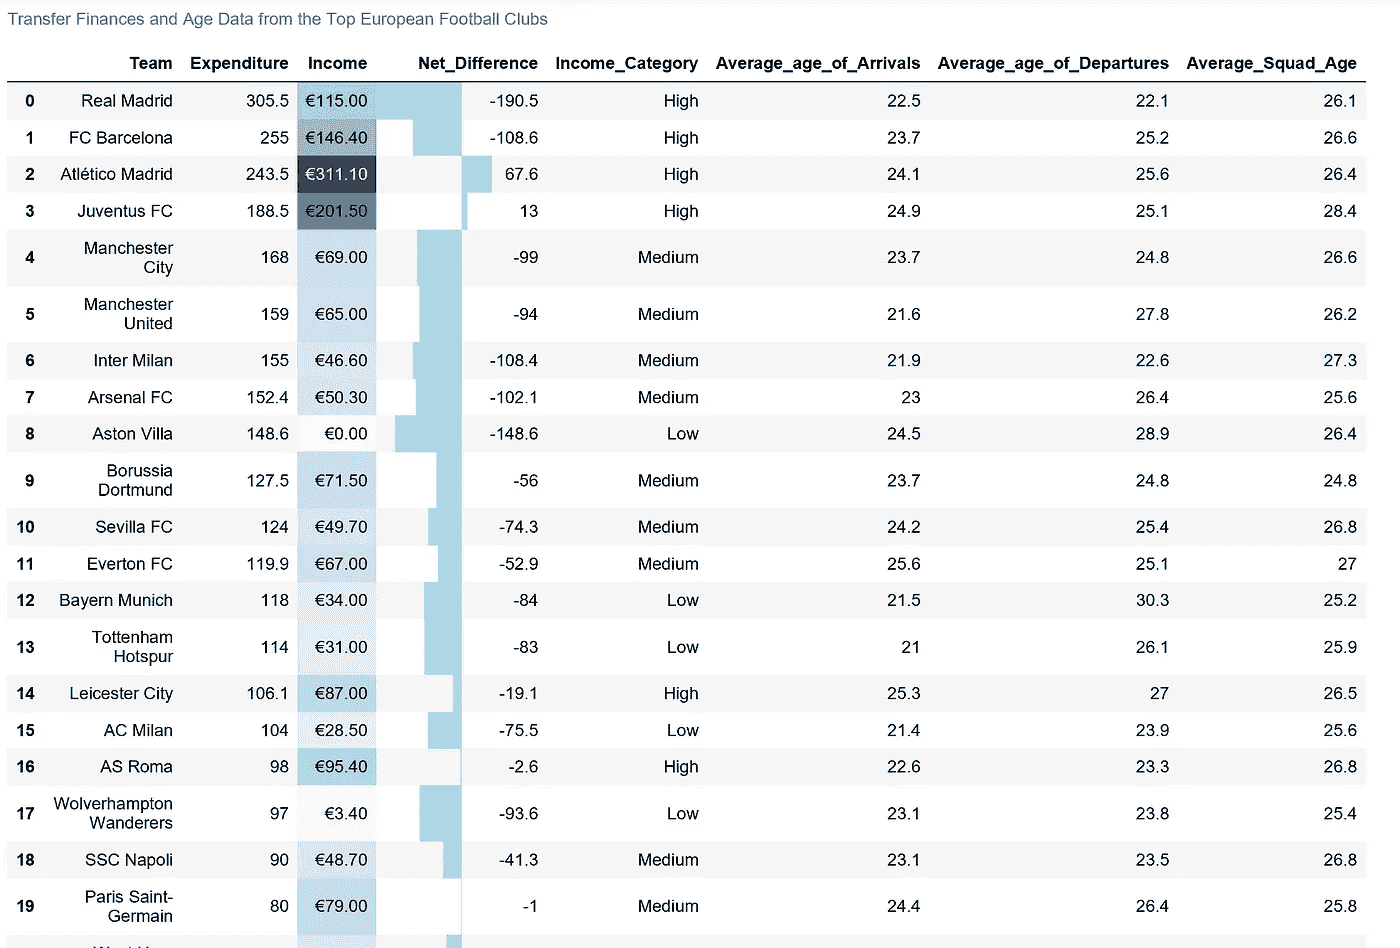 Transfer Finances and Age Data from the Top European Football Clubs
Team Expenditure Income Net_Difference Income_Category Average_age_of_Arrivals Average_age_of_Departures Average_Squad_Age
0 Real Madrid 305.5 €115.00 -190.5 High 22.5 22.1 26.1
1 FC Barcelona 255 €146.40 -108.6 High 23.7 25.2 26.6
2 Atlético Madrid 243.5 €311.10 67.6 High 24.1 25.6 26.4
3 Juventus FC 188.5 €201.50 13 High 24.9 25.1 28.4
4 Manchester City 168 €69.00 -99 Medium 23.7 24.8 26.6
5 Manchester United 159 €65.00 -94 Medium 21.6 27.8 26.2
6 Inter Milan 155 €46.60 -108.4 Medium 21.9 22.6 27.3
7 Arsenal FC 152.4 €50.30 -102.1 Medium 23 26.4 25.6
8 Aston Villa 148.6 €0.00 -148.6 Low 24.5 28.9 26.4
9 Borussia Dortmund 127.5 €71.50 -56 Medium 23.7 24.8 24.8
10 Sevilla FC 124 €49.70 -74.3 Medium 24.2 25.4 26.8
11 Everton FC 119.9 €67.00 -52.9 Medium 25.6 25.1 27
12 Bayern Munich 118 €34.00 -84 Low 21.5 30.3 25.2
13 Tottenham Hotspur 114 €31.00 -83 Low 21 26.1 25.9
14 Leicester City 106.1 €87.00 -19.1 High 25.3 27 26.5
15 AC Milan 104 €28.50 -75.5 Low 21.4 23.9 25.6
16 AS Roma 98 €95.40 -2.6 High 22.6 23.3 26.8
17 Wolverhampton Wanderers 97 €3.40 -93.6 Low 23.1 23.8 25.4
18 SSC Napoli 90 €48.70 -41.3 Medium 23.1 23.5 26.8
19 Paris Saint-Germain 80 €79.00 -1 Medium 24.4 26.4 25.8